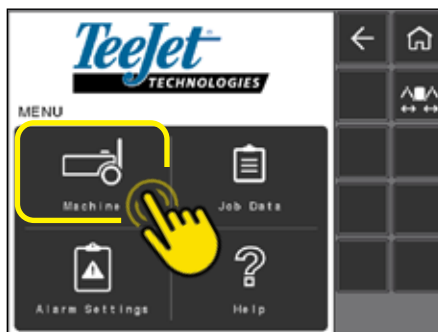 TeeJet
TECHNOLOGIES
MENU
Machine
Job Data
Alarm Settings
Help